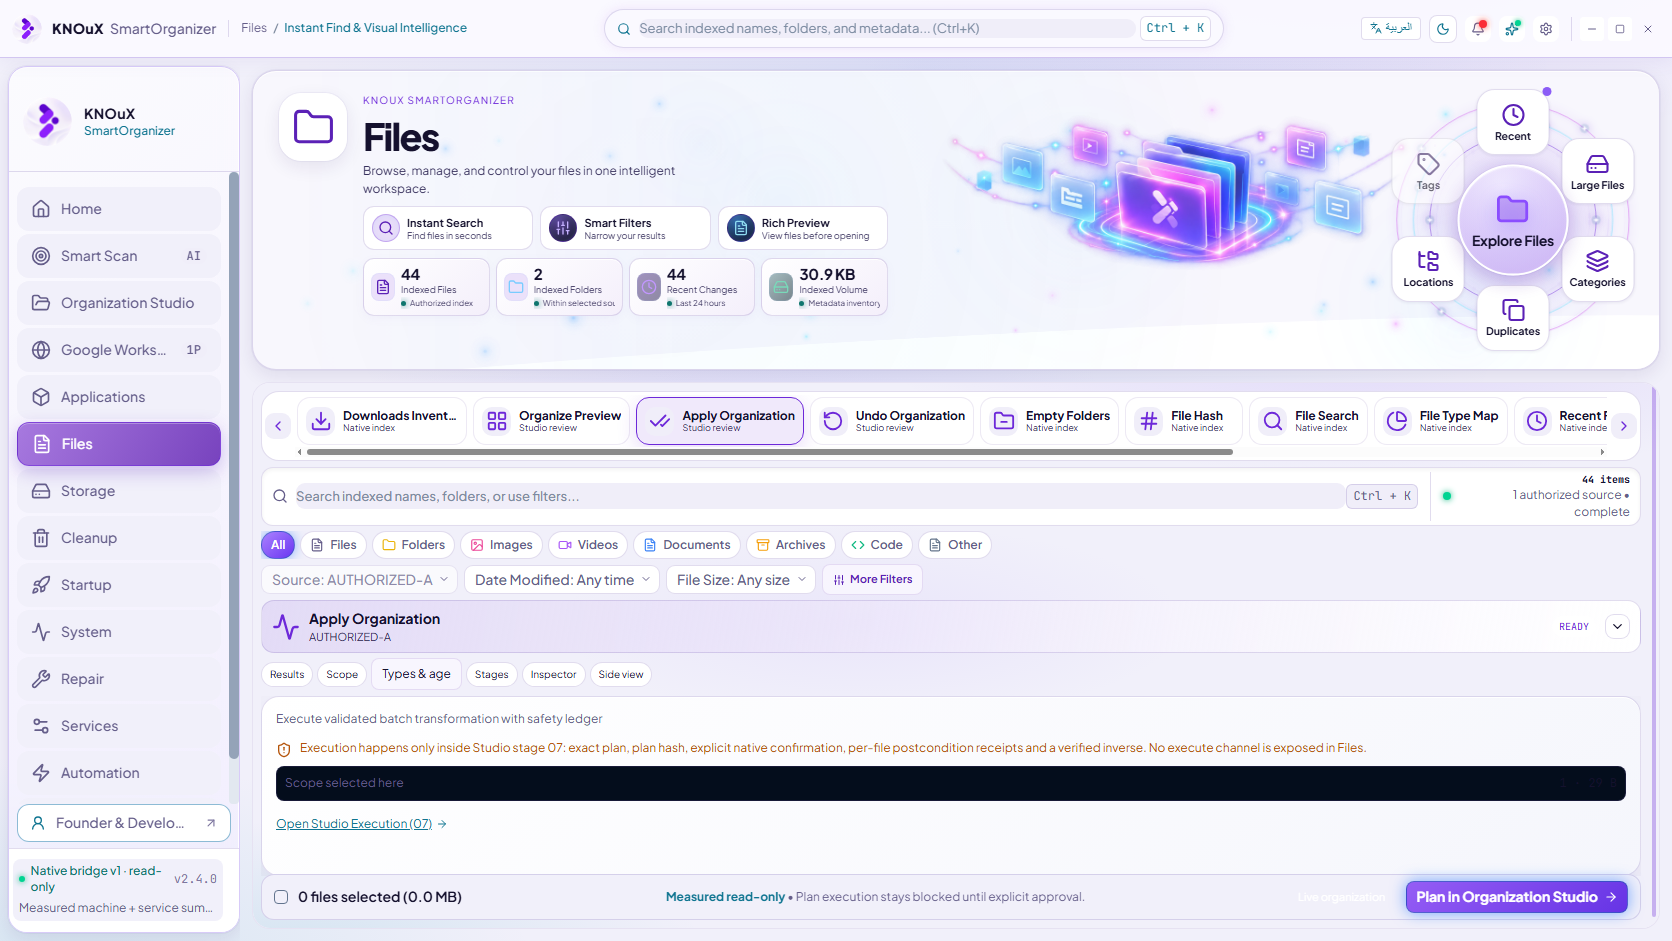 KNOuX SmartOrganizer
Files / Instant Find & Visual Intelligence
Search indexed names, folders, and metadata... (Ctrl+K)
Ctrl + K
العربية
KNOuX
SmartOrganizer
Home
Smart Scan AI
Organization Studio
Google Works... 1P
Applications
Files
Storage
Cleanup
Startup
System
Repair
Services
Automation
Founder & Develo...
Native bridge v1 · read-only v2.4.0
Measured machine + service sum...
KNOUX SMARTORGANIZER
Files
Browse, manage, and control your files in one intelligent
workspace.
Instant Search
Find files in seconds
Smart Filters
Narrow your results
Rich Preview
View files before opening
44
Indexed Files
Authorized index
2
Indexed Folders
Within selected sou
44
Recent Changes
Last 24 hours
30.9 KB
Indexed Volume
Metadata inventory
Recent
Tags
Large Files
Explore Files
Locations
Categories
Duplicates
Downloads Invent...
Native index
Organize Preview
Studio review
Apply Organization
Studio review
Undo Organization
Studio review
Empty Folders
Native index
File Hash
Native index
File Search
Native index
File Type Map
Native index
Recent F
Native inde
Search indexed names, folders, or use filters...
Ctrl + K
44 items
1 authorized source •
complete
All
Files
Folders
Images
Videos
Documents
Archives
Code
Other
Source: AUTHORIZED-A
Date Modified: Any time
File Size: Any size
More Filters
Apply Organization
AUTHORIZED-A
READY
Results
Scope
Types & age
Stages
Inspector
Side view
Execute validated batch transformation with safety ledger
Execution happens only inside Studio stage 07: exact plan, plan hash, explicit native confirmation, per-file postcondition receipts and a verified inverse. No execute channel is exposed in Files.
Scope selected here
Open Studio Execution (07) →
0 files selected (0.0 MB)
Measured read-only • Plan execution stays blocked until explicit approval.
Live organization
Plan in Organization Studio →